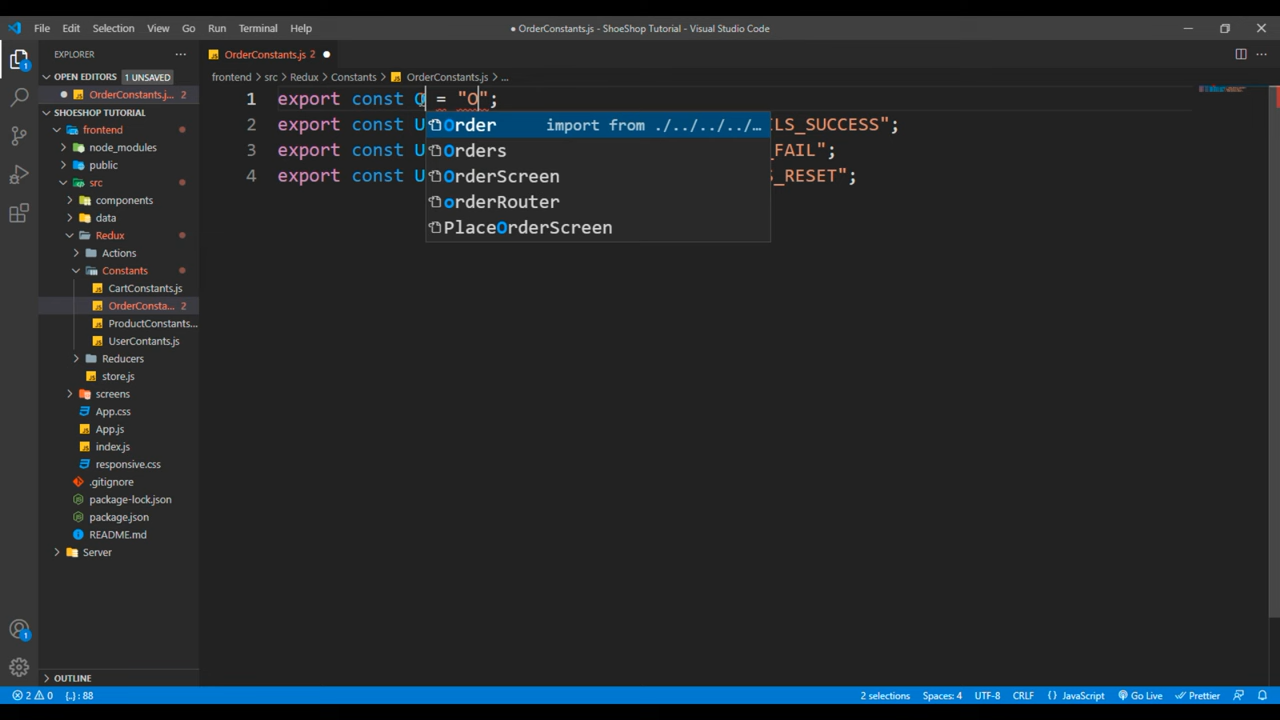 File Edit Selection View Go Run Terminal Help
● OrderConstants.js - ShoeShop Tutorial - Visual Studio Code
EXPLORER
OrderConstants.js 2
OPEN EDITORS 1 UNSAVED
OrderConstants.j... 2
SHOESHOP TUTORIAL
frontend
node_modules
public
src
components
data
Redux
Actions
Constants
CartConstants.js
OrderConsta... 2
ProductConstants...
UserContants.js
Reducers
store.js
screens
App.css
App.js
index.js
responsive.css
.gitignore
package-lock.json
package.json
README.md
Server
OUTLINE
frontend > src > Redux > Constants > OrderConstants.js > ...
1 export const O = "O";
2 export const U LS_SUCCESS";
3 export const U _FAIL";
4 export const U S_RESET";
Order import from ./../../../...
Orders
OrderScreen
orderRouter
PlaceOrderScreen
1
1
2 0 {..} : 88
2 selections Spaces: 4 UTF-8 CRLF {} JavaScript Go Live Prettier